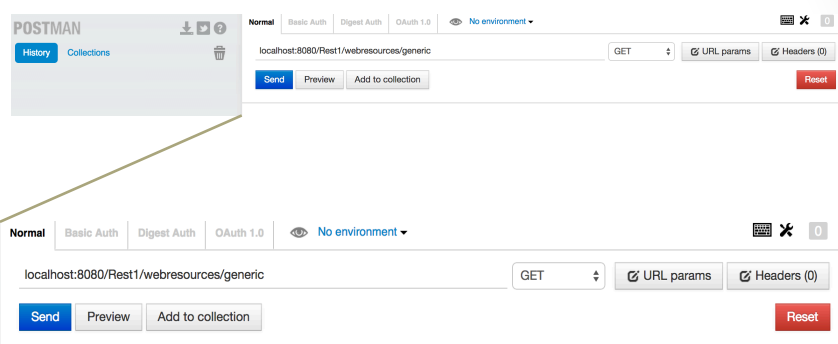 POSTMAN
History Collections
Normal Basic Auth Digest Auth OAuth 1.0 No environment 0
localhost:8080/Rest1/webresources/generic GET URL params Headers (0)
Send Preview Add to collection Reset
Normal Basic Auth Digest Auth OAuth 1.0 No environment 0
localhost:8080/Rest1/webresources/generic GET URL params Headers (0)
Send Preview Add to collection Reset